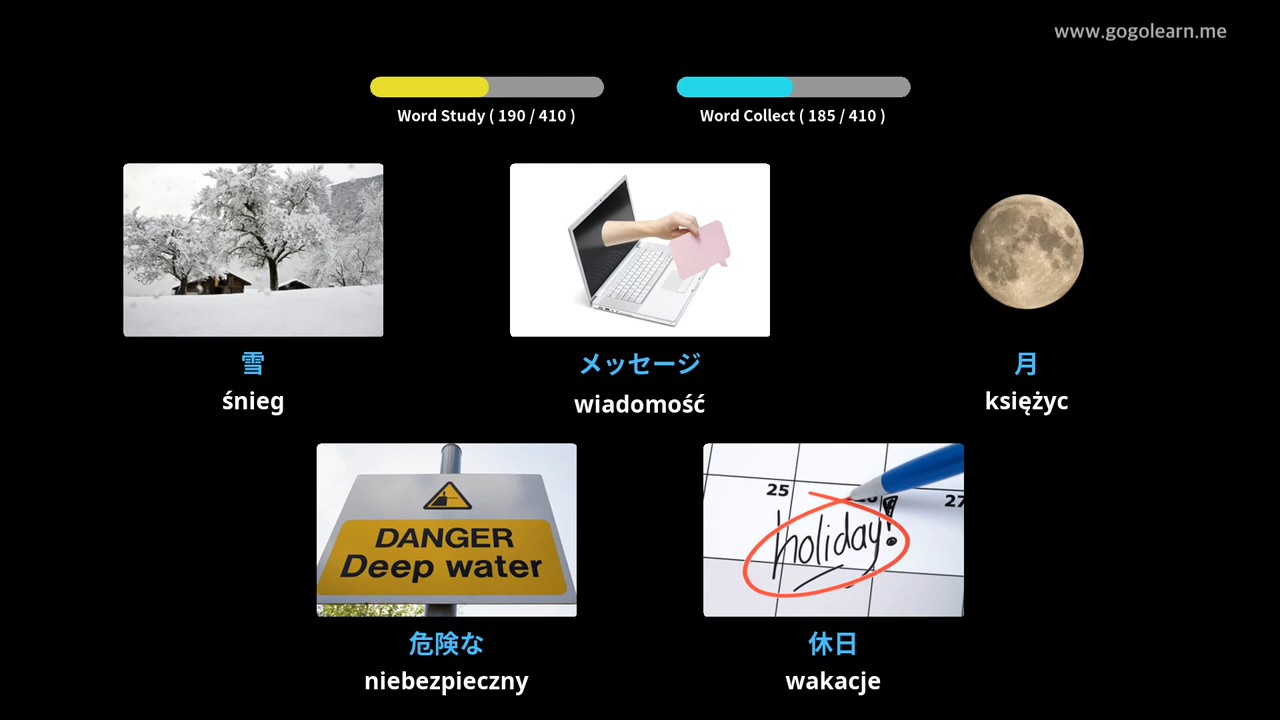 www.gogolearn.me
Word Study ( 190 / 410 )
Word Collect ( 185 / 410 )
雪
śnieg
メッセージ
wiadomość
月
księżyc
DANGER
Deep water
危険な
niebezpieczny
25
27
holiday!
休日
wakacje